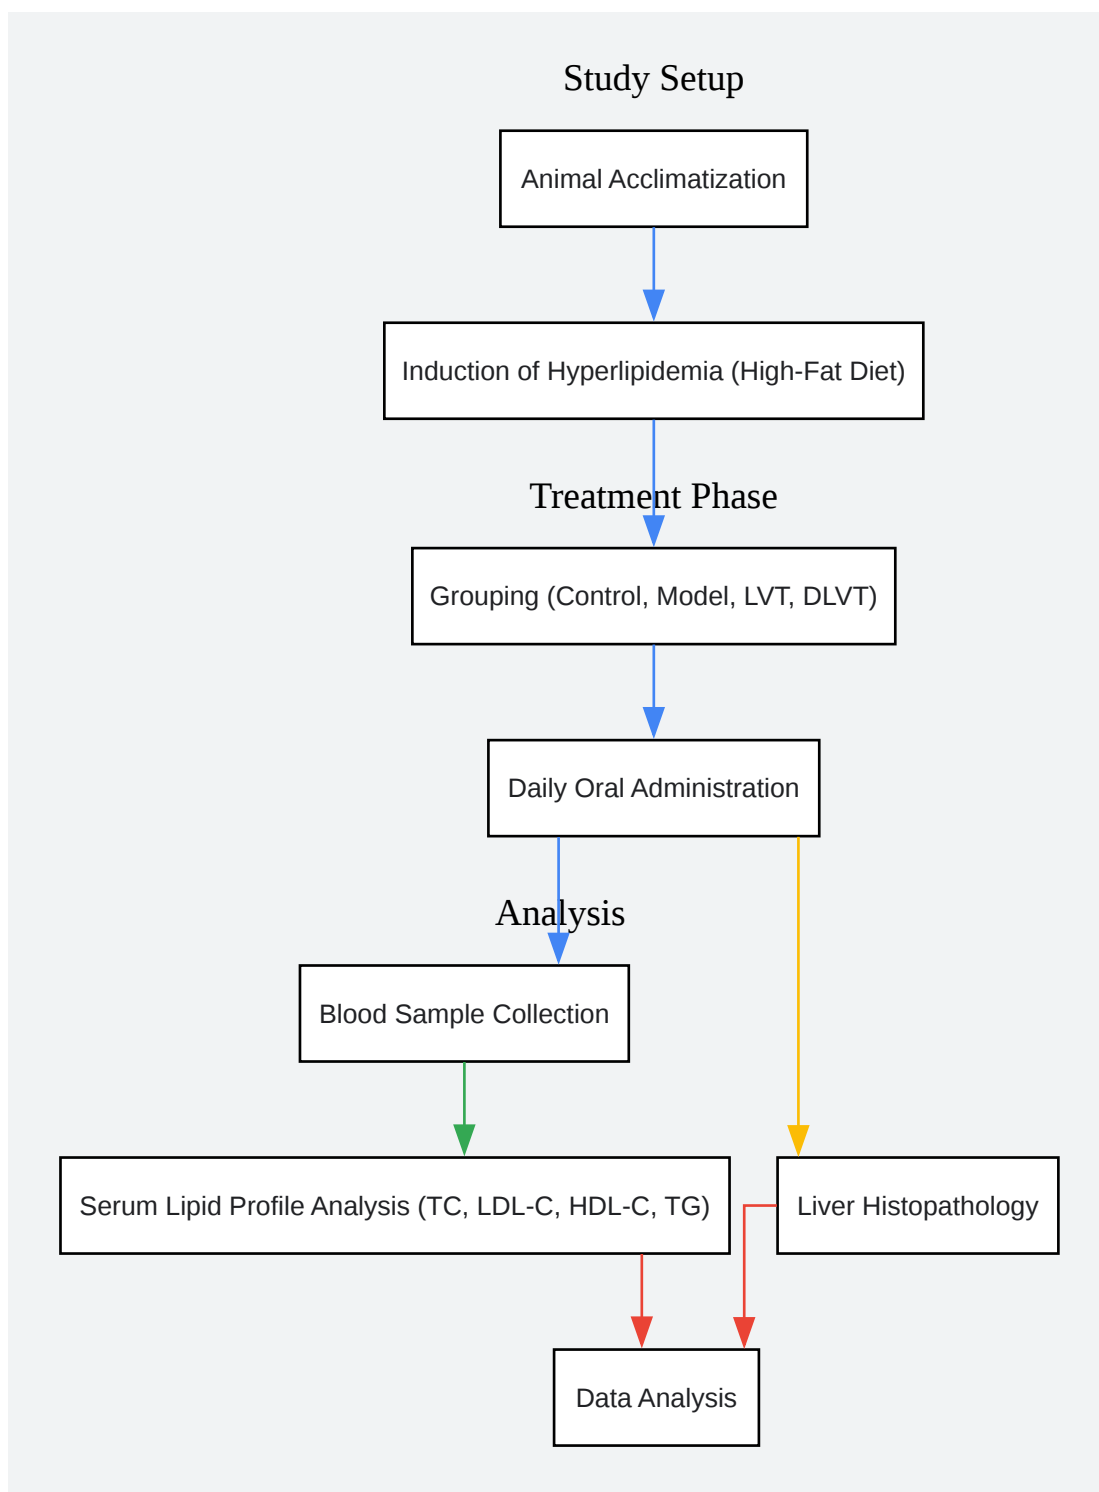 Study Setup
Animal Acclimatization
Induction of Hyperlipidemia (High-Fat Diet)
Treatment Phase
Grouping (Control, Model, LVT, DLVT)
Daily Oral Administration
Analysis
Blood Sample Collection
Serum Lipid Profile Analysis (TC, LDL-C, HDL-C, TG)
Liver Histopathology
Data Analysis